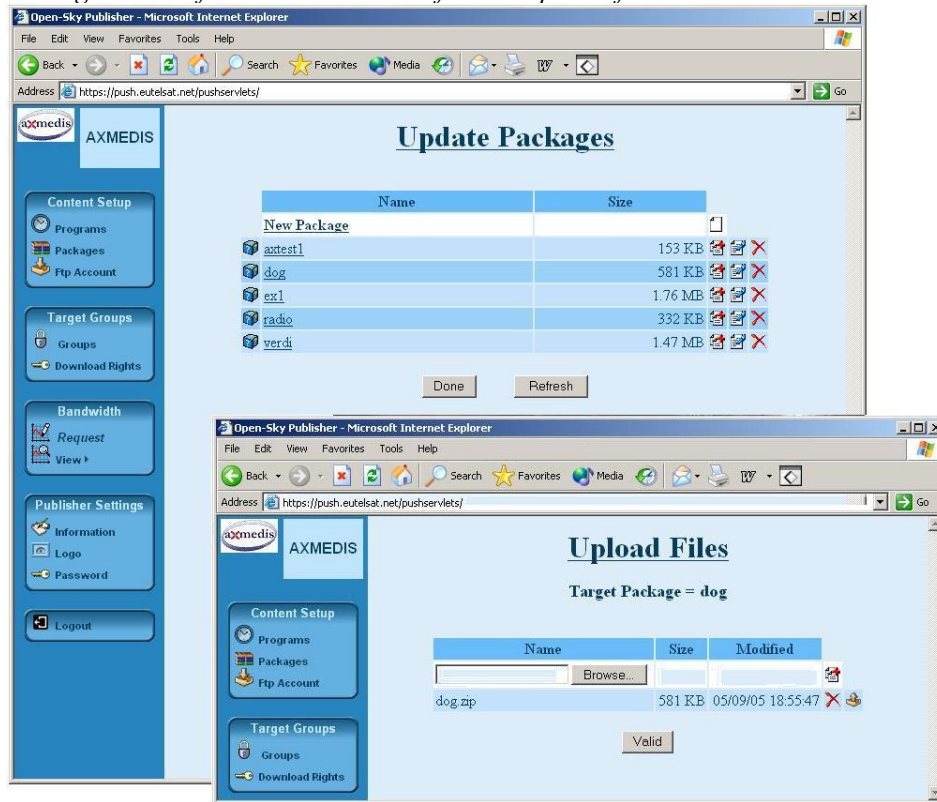 Open-Sky Publisher - Microsoft Internet Explorer
File Edit View Favorites Tools Help
Back Search Favorites Media
Address https://push.eutelsat.net/pushservlets/ Go
axmedis
AXMEDIS
Content Setup
Programs
Packages
Ftp Account
Target Groups
Groups
Download Rights
Bandwidth
Request
View
Publisher Settings
Information
Logo
Password
Logout
Update Packages
Name Size
New Package
axtest1 153 KB
dog 581 KB
ex1 1.76 MB
radio 332 KB
verdi 1.47 MB
Done Refresh
Open-Sky Publisher - Microsoft Internet Explorer
File Edit View Favorites Tools Help
Back Search Favorites Media
Address https://push.eutelsat.net/pushservlets/ Go
axmedis
AXMEDIS
Content Setup
Programs
Packages
Ftp Account
Target Groups
Groups
Download Rights
Upload Files
Target Package = dog
Name Size Modified
Browse...
dog.zip 581 KB 05/09/05 18:55:47
Valid